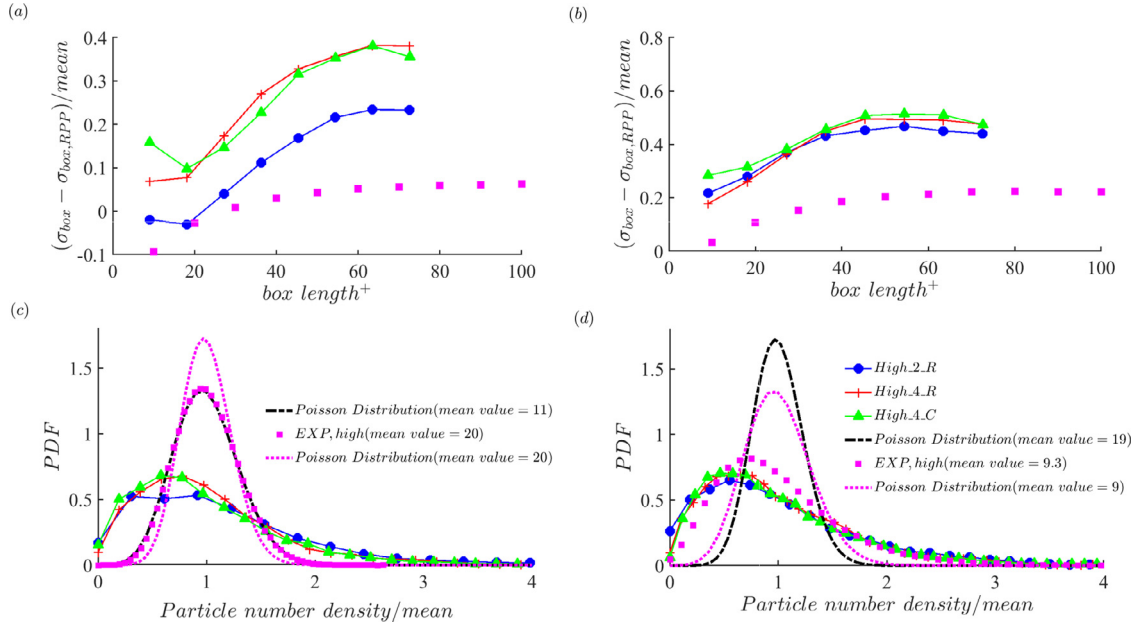 (a)
(σbox − σbox,RPP)/mean
0.4
0.3
0.2
0.1
0
-0.1
0 20 40 60 80 100
box length+
(b)
(σbox − σbox,RPP)/mean
0.8
0.6
0.4
0.2
0
0 20 40 60 80 100
box length+
(c)
PDF
1.5
1
0.5
0
0 1 2 3 4
Particle number density/mean
Poisson Distribution(mean value = 11)
EXP, high(mean value = 20)
Poisson Distribution(mean value = 20)
(d)
PDF
1.5
1
0.5
0
0 1 2 3 4
Particle number density/mean
High_2_R
High_4_R
High_4_C
Poisson Distribution(mean value = 19)
EXP, high(mean value = 9.3)
Poisson Distribution(mean value = 9)